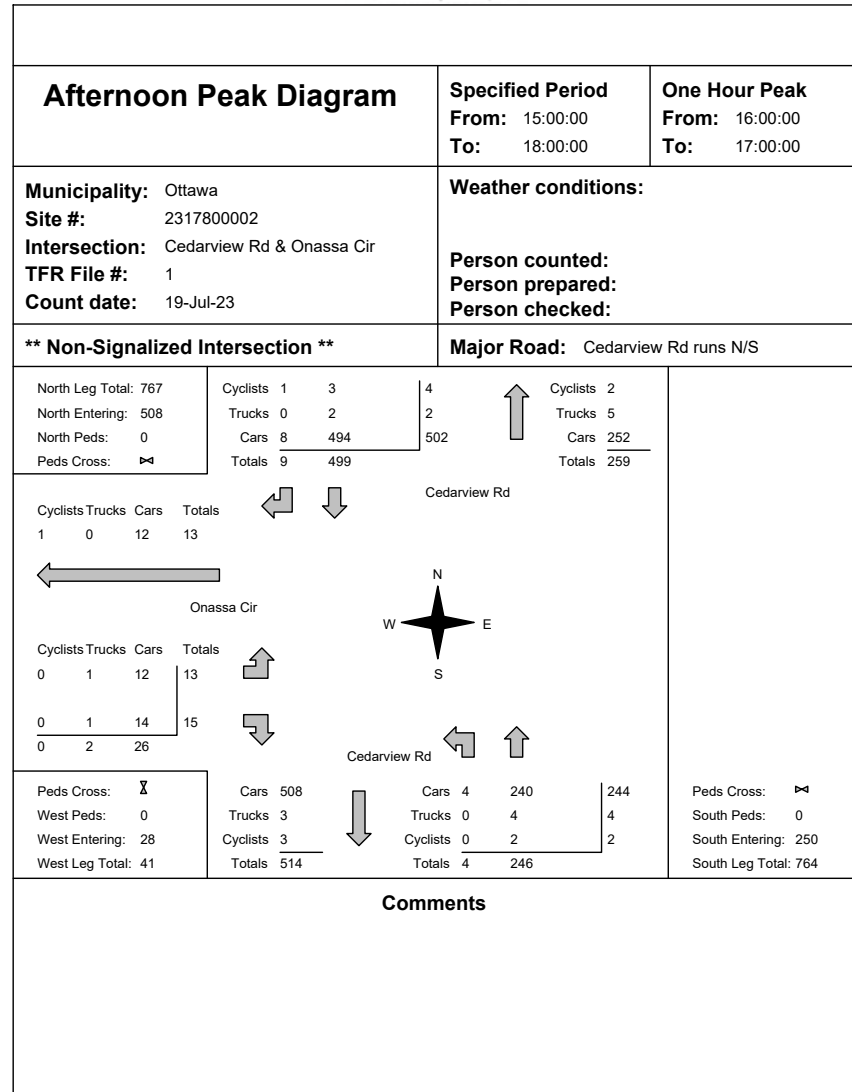 Afternoon Peak Diagram
Specified Period
From: 15:00:00
To: 18:00:00
One Hour Peak
From: 16:00:00
To: 17:00:00
Municipality: Ottawa
Site #: 2317800002
Intersection: Cedarview Rd & Onassa Cir
TFR File #: 1
Count date: 19-Jul-23
Weather conditions:
Person counted:
Person prepared:
Person checked:
** Non-Signalized Intersection **
Major Road: Cedarview Rd runs N/S
North Leg Total: 767
North Entering: 508
North Peds: 0
Peds Cross:
Cyclists 1 3 4
Trucks 0 2 2
Cars 8 494 502
Totals 9 499
Cyclists 2
Trucks 5
Cars 252
Totals 259
Cedarview Rd
Cyclists Trucks Cars Totals
1 0 12 13
Onassa Cir
N
W E
S
Cyclists Trucks Cars Totals
0 1 12 13
0 1 14 15
0 2 26
Cedarview Rd
Peds Cross:
West Peds: 0
West Entering: 28
West Leg Total: 41
Cars 508
Trucks 3
Cyclists 3
Totals 514
Cars 4 240 244
Trucks 0 4 4
Cyclists 0 2 2
Totals 4 246
Peds Cross:
South Peds: 0
South Entering: 250
South Leg Total: 764
Comments